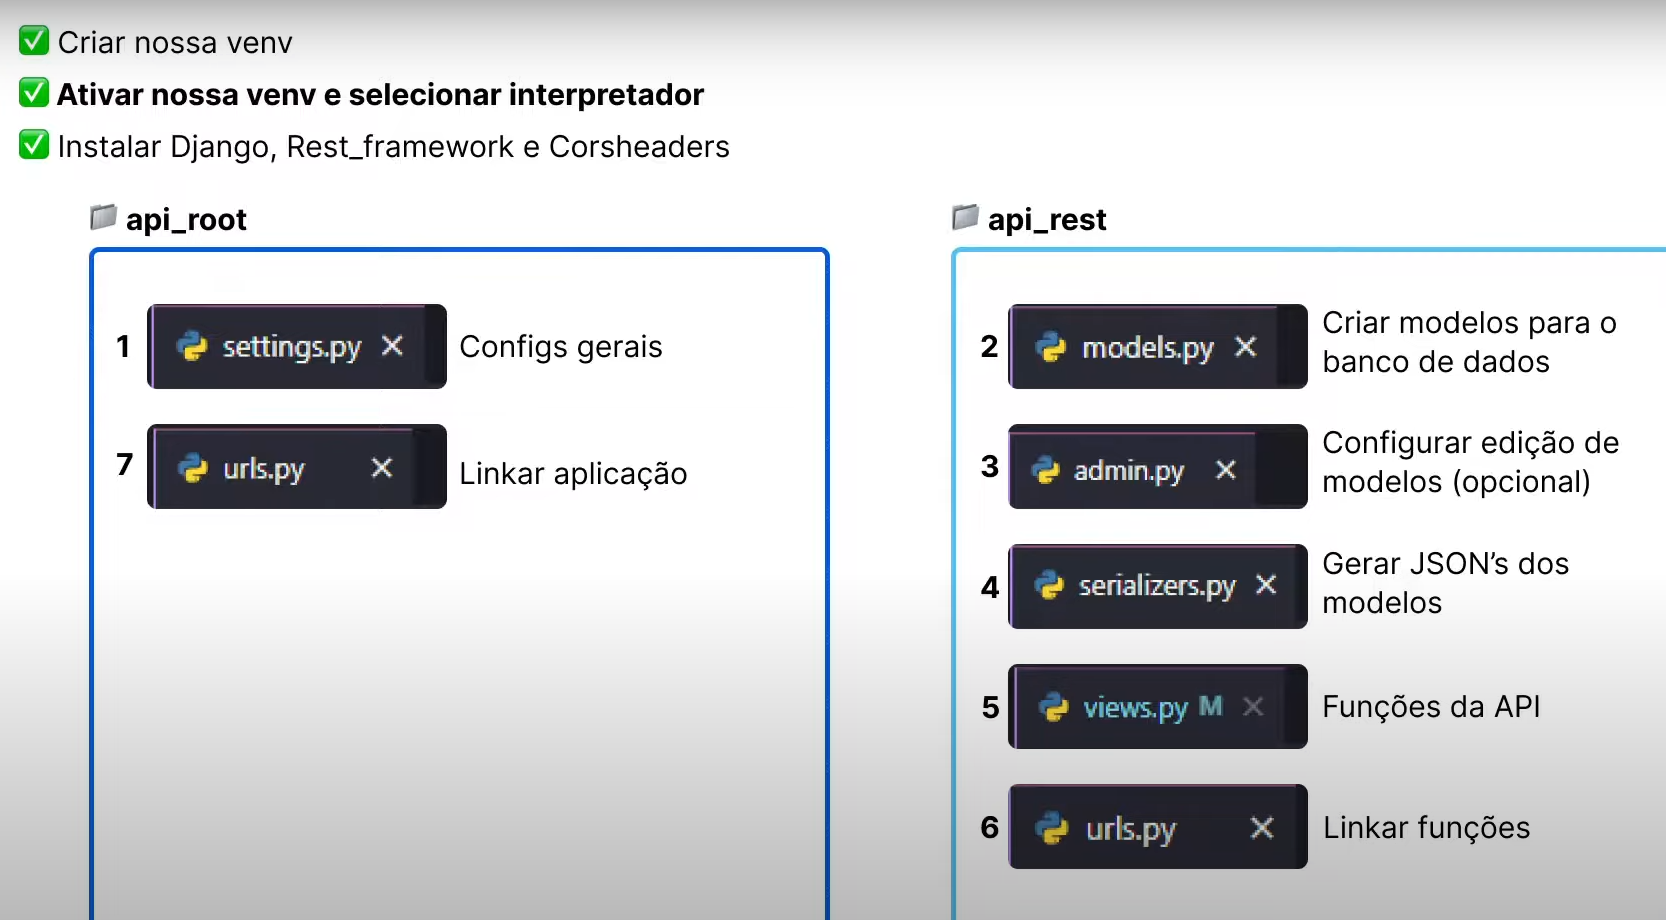 ✅ Criar nossa venv
✅ Ativar nossa venv e selecionar interpretador
✅ Instalar Django, Rest_framework e Corsheaders
api_root
1 settings.py × Configs gerais
7 urls.py × Linkar aplicação
api_rest
2 models.py × Criar modelos para o
banco de dados
3 admin.py × Configurar edição de
modelos (opcional)
4 serializers.py × Gerar JSON’s dos
modelos
5 views.py M × Funções da API
6 urls.py × Linkar funções